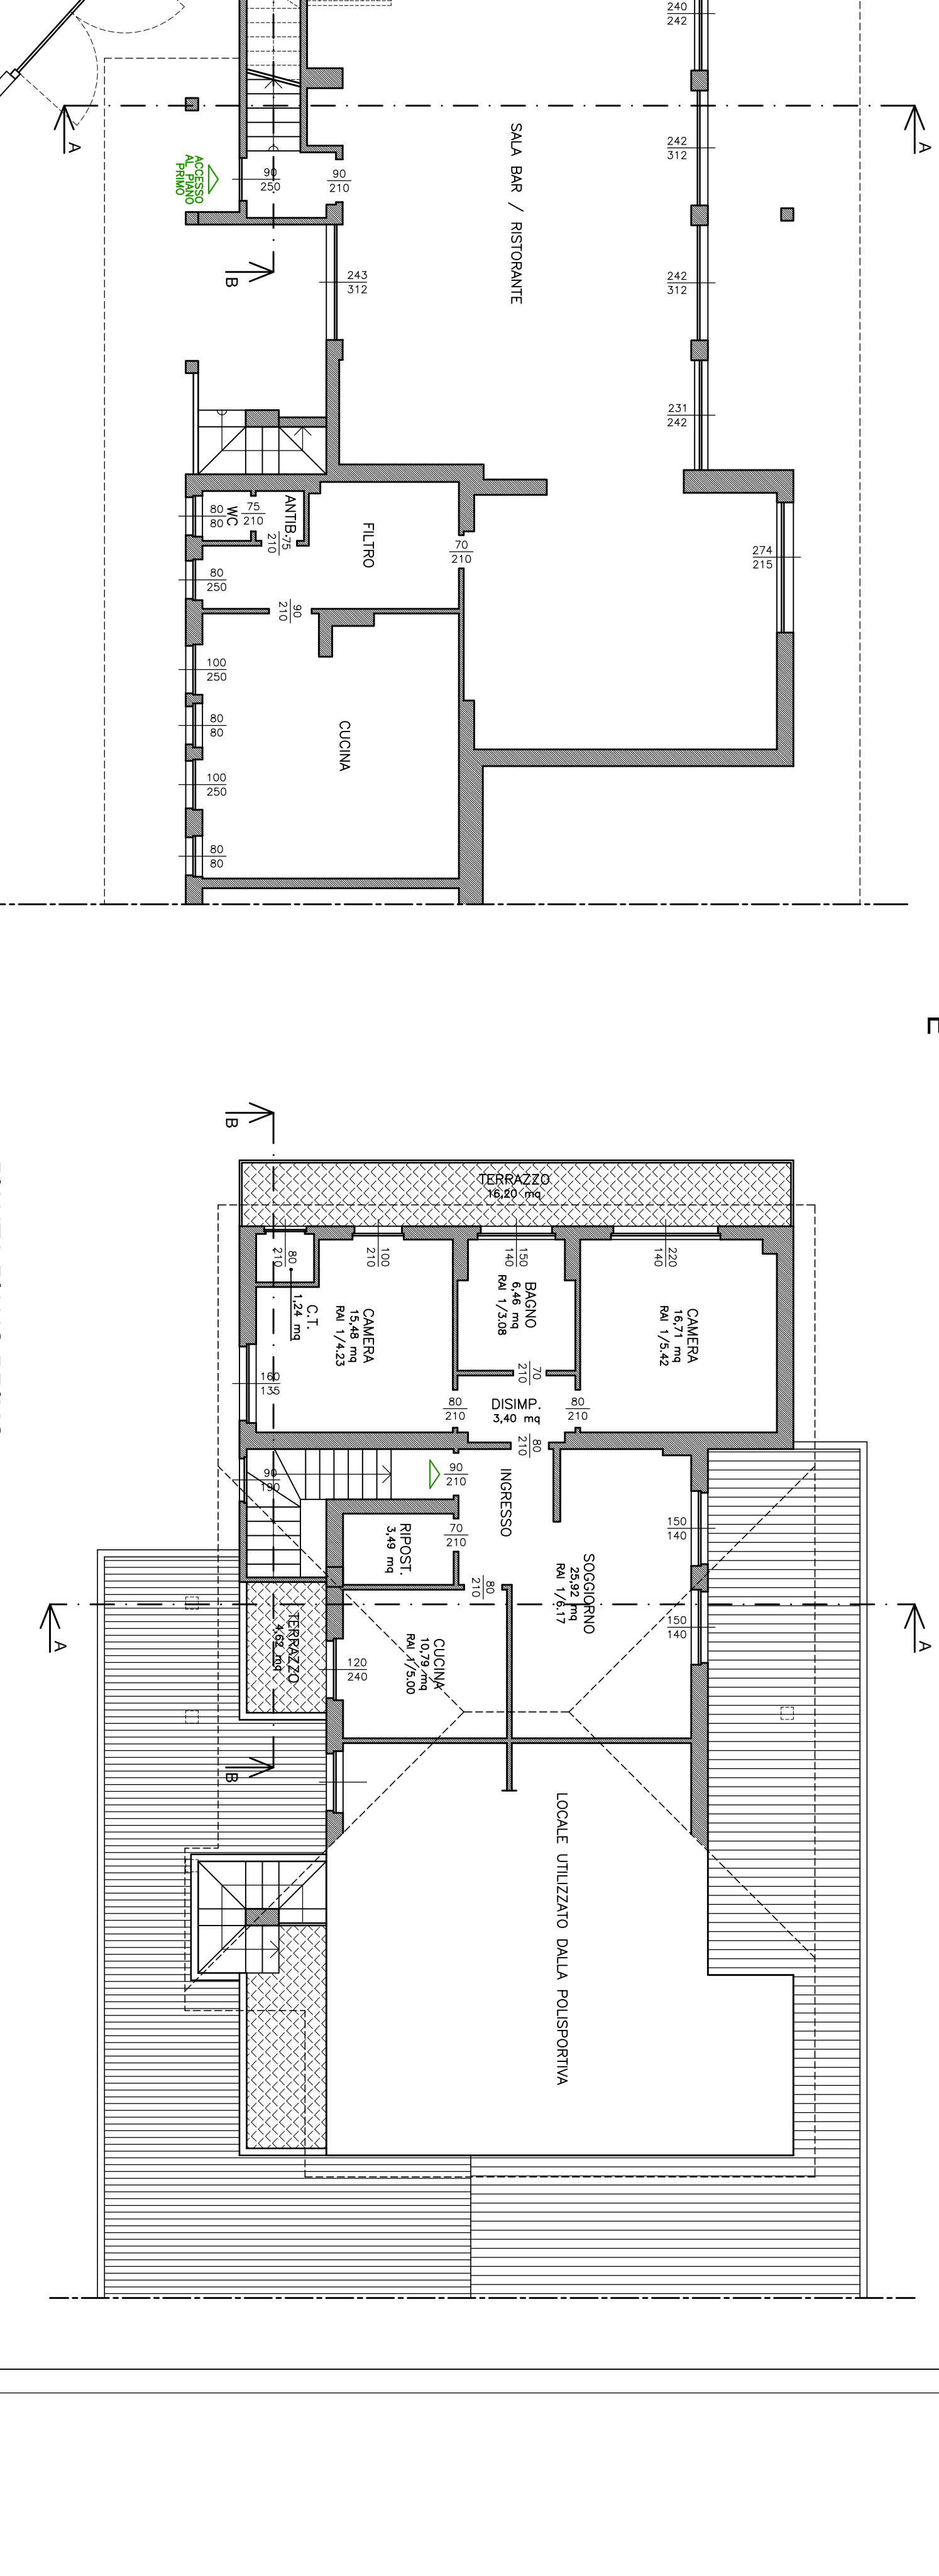 240
242
A
A
242
312
SALA BAR / RISTORANTE
90
250
90
210
ACCESSO
AL PIANO
PRIMO
B
243
312
242
312
231
242
80
80
WC
75
210
ANTIB.
75
210
FILTRO
70
210
274
215
80
250
90
210
100
250
CUCINA
80
80
100
250
80
80
B
TERRAZZO
16,20 mq
80
210
100
210
150
140
220
140
C.T.
1,24 mq
CAMERA
15,48 mq
RAI 1/4.23
BAGNO
6,46 mq
RAI 1/3.08
CAMERA
16,71 mq
RAI 1/5.42
160
135
70
210
80
210
DISIMP.
3,40 mq
80
210
80
210
90
190
90
210
INGRESSO
RIPOST.
3,49 mq
70
210
150
140
80
210
SOGGIORNO
25,92 mq
RAI 1/6.17
A
A
TERRAZZO
4,62 mq
120
240
CUCINA
10,79 mq
RAI 1/5.00
150
140
B
LOCALE UTILIZZATO DALLA POLISPORTIVA